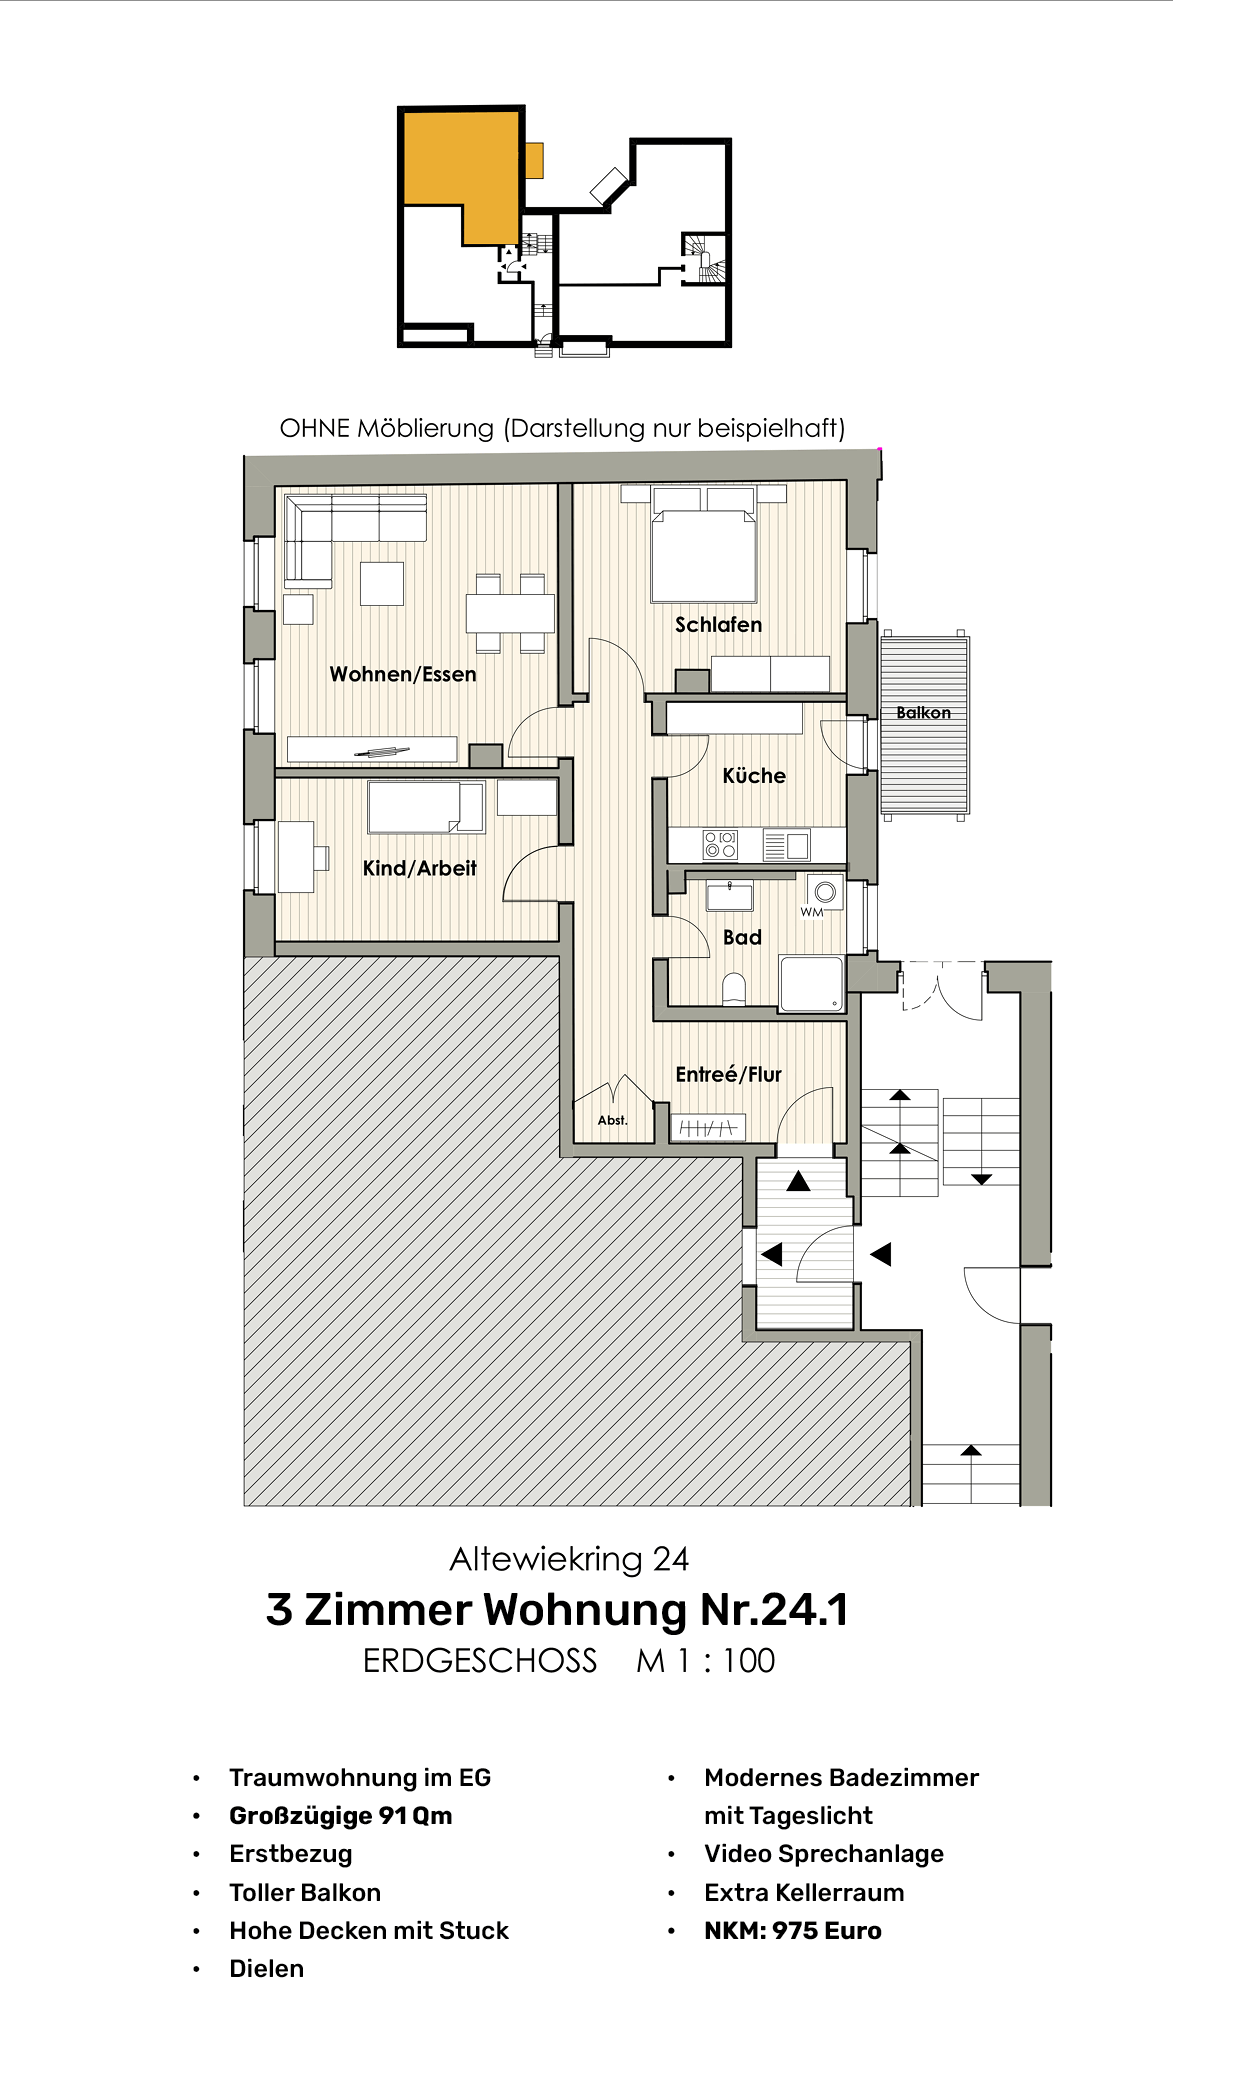 OHNE Möblierung (Darstellung nur beispielhaft)
Schlafen
Wohnen/Essen
Balkon
Küche
Kind/Arbeit
WM
Bad
Entreé/Flur
Abst.
Altewiekring 24
3 Zimmer Wohnung Nr.24.1
ERDGESCHOSS M 1 : 100
• Traumwohnung im EG
• Großzügige 91 Qm
• Erstbezug
• Toller Balkon
• Hohe Decken mit Stuck
• Dielen
• Modernes Badezimmer
mit Tageslicht
• Video Sprechanlage
• Extra Kellerraum
• NKM: 975 Euro